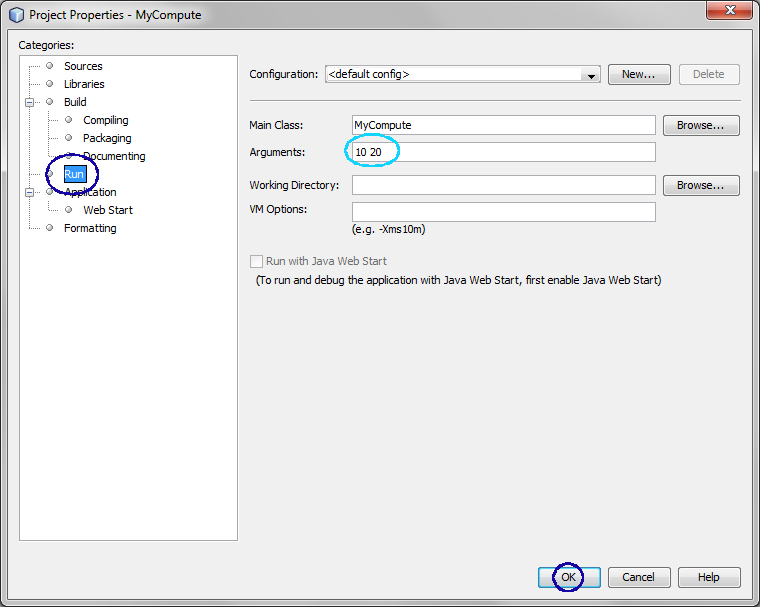 Project Properties - MyCompute
Categories:
Sources
Libraries
Build
Compiling
Packaging
Documenting
Run
Application
Web Start
Formatting
Configuration: <default config> New... Delete
Main Class: MyCompute Browse...
Arguments: 10 20
Working Directory: Browse...
VM Options:
(e.g. -Xms10m)
Run with Java Web Start
(To run and debug the application with Java Web Start, first enable Java Web Start)
OK Cancel Help